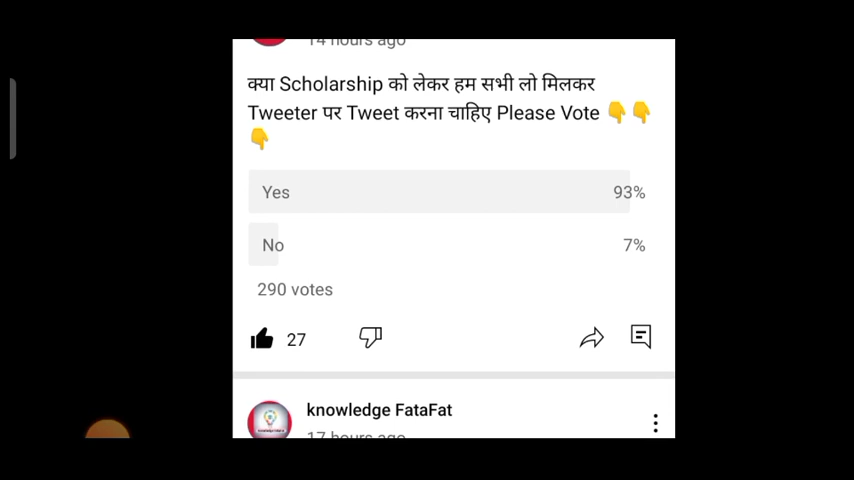 14 hours ago
क्या Scholarship को लेकर हम सभी लो मिलकर
Tweeter पर Tweet करना चाहिए Please Vote 👇👇
👇
Yes 93%
No 7%
290 votes
27
knowledge FataFat
17 hours ago